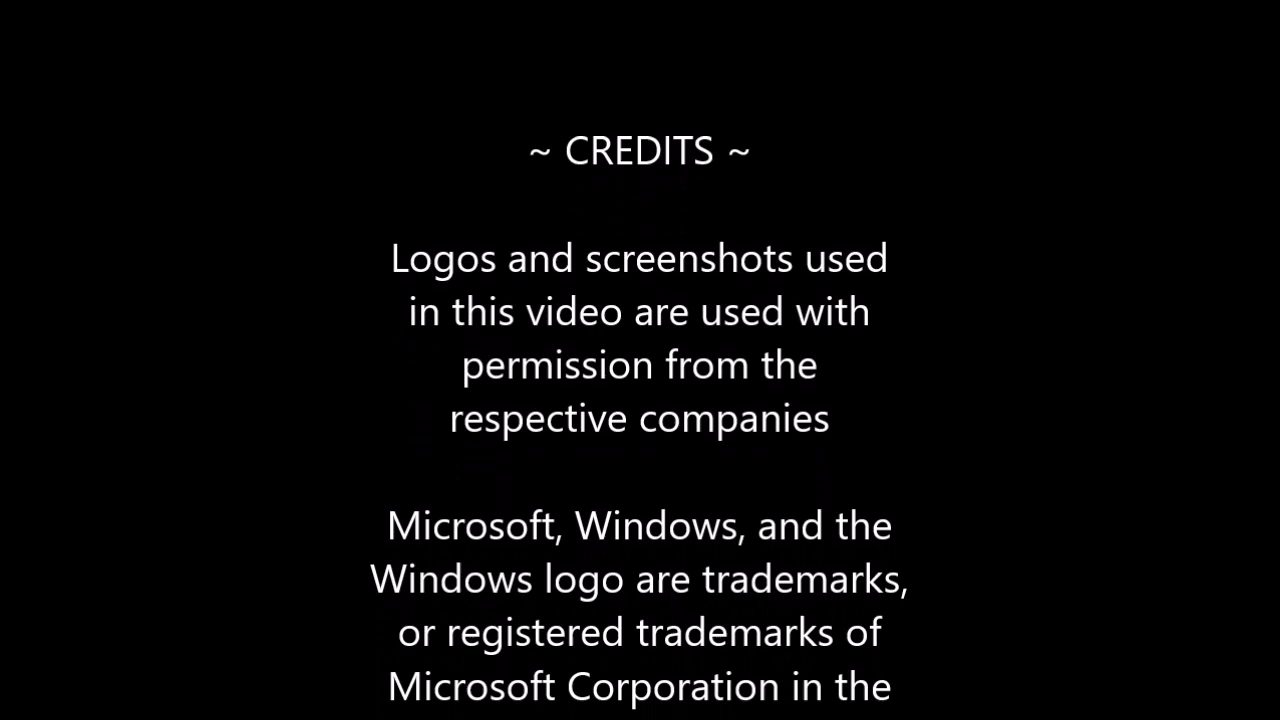 ~ CREDITS ~
Logos and screenshots used
in this video are used with
permission from the
respective companies
Microsoft, Windows, and the
Windows logo are trademarks,
or registered trademarks of
Microsoft Corporation in the